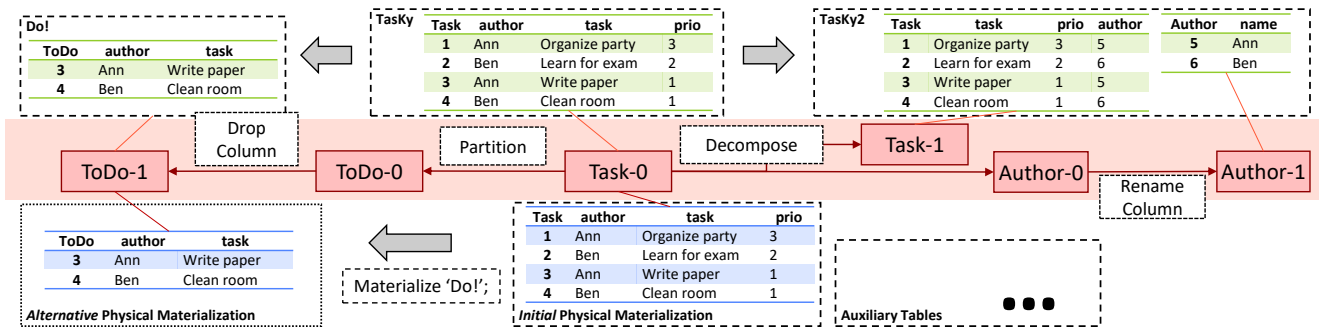 Do!
ToDo author task
3 Ann Write paper
4 Ben Clean room
TasKy
Task author task prio
1 Ann Organize party 3
2 Ben Learn for exam 2
3 Ann Write paper 1
4 Ben Clean room 1
TasKy2
Task task prio author
1 Organize party 3 5
2 Learn for exam 2 6
3 Write paper 1 5
4 Clean room 1 6
Author name
5 Ann
6 Ben
Drop
Column
Partition
Decompose
Rename
Column
ToDo-1
ToDo-0
Task-0
Task-1
Author-0
Author-1
ToDo author task
3 Ann Write paper
4 Ben Clean room
Alternative Physical Materialization
Materialize 'Do!';
Task author task prio
1 Ann Organize party 3
2 Ben Learn for exam 2
3 Ann Write paper 1
4 Ben Clean room 1
Initial Physical Materialization
...
Auxiliary Tables